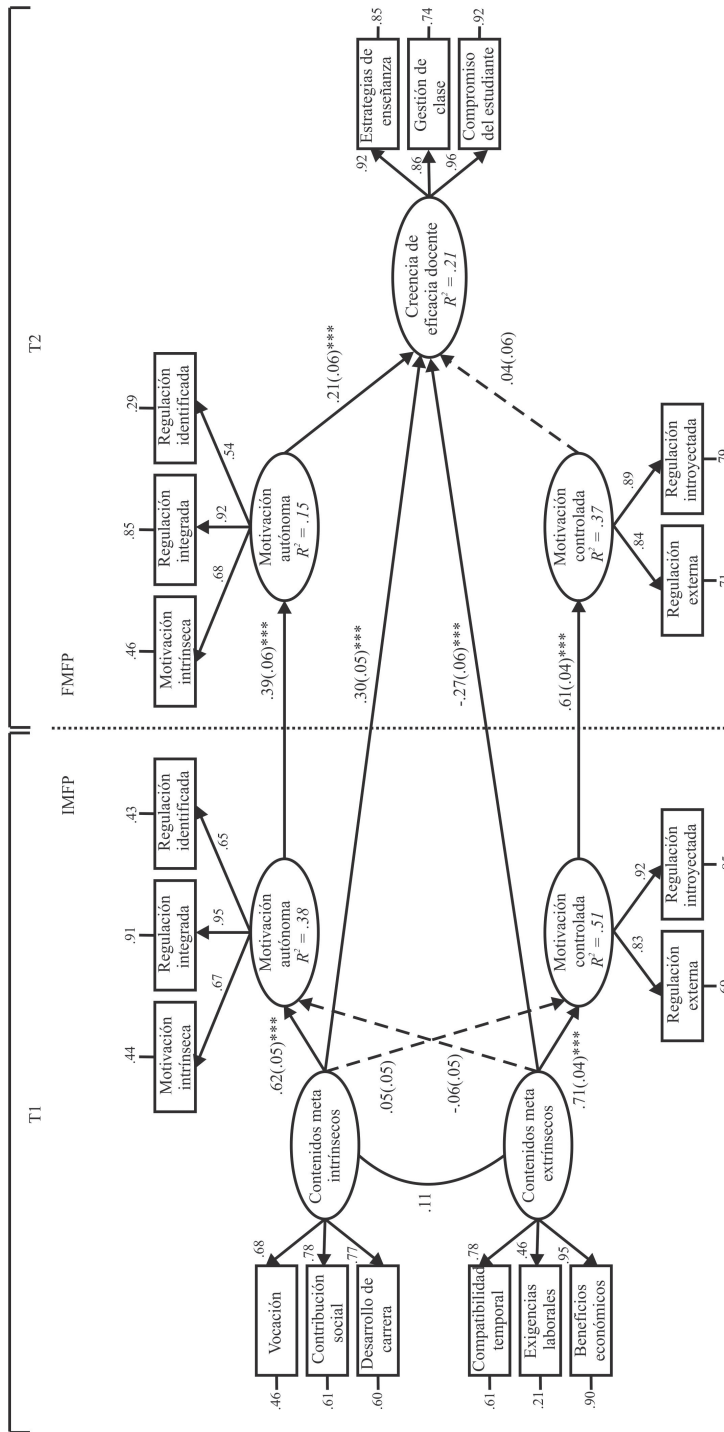 T1
T2
IMFP
FMFP
.44
.91
.43
Motivación
intrínseca
Regulación
integrada
Regulación
identificada
.67
.95
.65
Motivación
autónoma
R² = .38
.46
.85
.29
Motivación
intrínseca
Regulación
integrada
Regulación
identificada
.68
.92
.54
Motivación
autónoma
R² = .15
.46
Vocación
.68
.61
Contribución
social
.78
.60
Desarrollo de
carrera
.77
Contenidos meta
intrínsecos
.62(.05)***
.39(.06)***
.21(.06)***
.05(.05)
.30(.05)***
.11
-.06(.05)
-.27(.06)***
.71(.04)***
.61(.04)***
.04(.06)
Creencia de
eficacia docente
R² = .21
.92
Estrategias de
enseñanza
.85
.86
Gestión de
clase
.74
.96
Compromiso
del estudiante
.92
.61
Compatibilidad
temporal
.78
.21
Exigencias
laborales
.46
.90
Beneficios
económicos
.95
Contenidos meta
extrínsecos
Motivación
controlada
R² = .51
.83
.92
Regulación
externa
Regulación
introyectada
Motivación
controlada
R² = .37
.84
.89
Regulación
externa
Regulación
introyectada
.71
.79